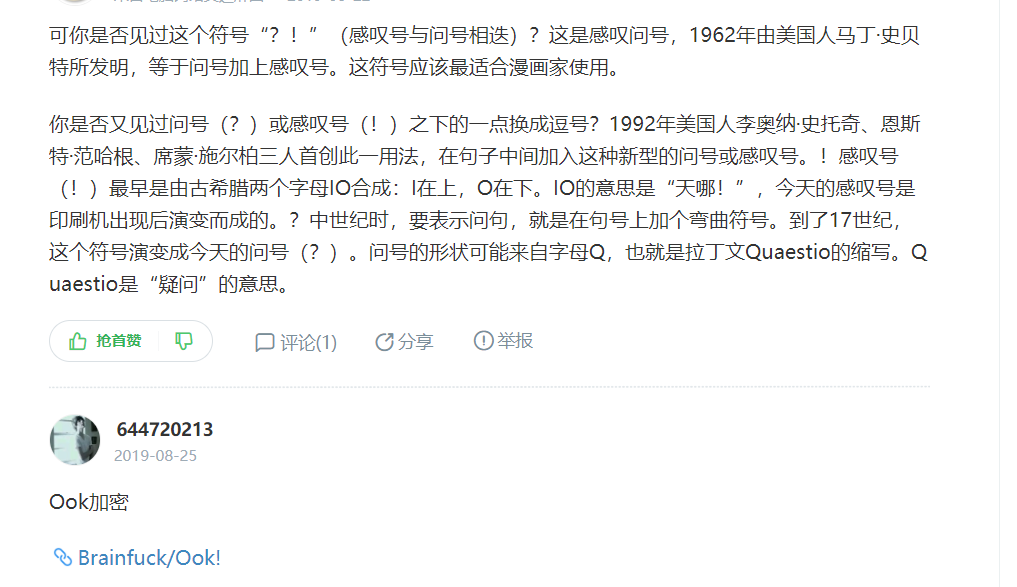 可你是否见过这个符号“？！”（感叹号与问号相迭）？这是感叹问号，1962年由美国人马丁·史贝
特所发明，等于问号加上感叹号。这符号应该最适合漫画家使用。
你是否又见过问号（？）或感叹号（！）之下的一点换成逗号？1992年美国人李奥纳·史托奇、恩斯
特·范哈根、席蒙·施尔柏三人首创此一用法，在句子中间加入这种新型的问号或感叹号。！感叹号
（！）最早是由古希腊两个字母IO合成：I在上，O在下。IO的意思是“天哪！”，今天的感叹号是
印刷机出现后演变而成的。？中世纪时，要表示问句，就是在句号上加个弯曲符号。到了17世纪，
这个符号演变成今天的问号（？）。问号的形状可能来自字母Q，也就是拉丁文Quaestio的缩写。Q
uaestio是“疑问”的意思。
抢首赞 评论(1) 分享 举报
644720213
2019-08-25
Ook加密
Brainfuck/Ook!